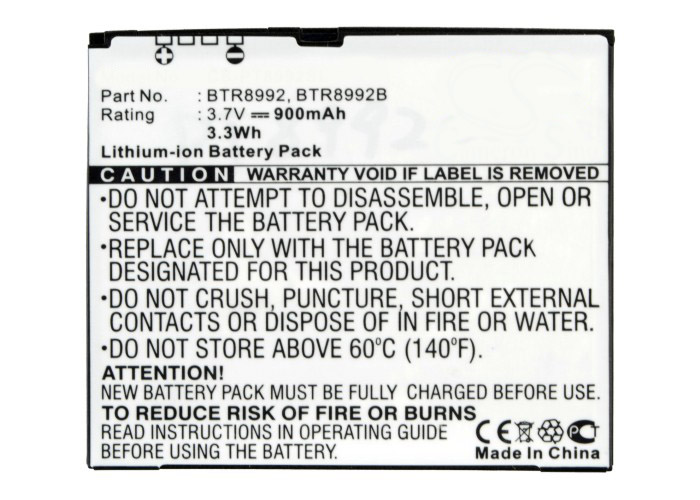 Part No. : BTR8992, BTR8992B
Rating : 3.7V ⎓ 900mAh
3.3Wh
Lithium-ion Battery Pack
CAUTION WARRANTY VOID IF LABEL IS REMOVED
·DO NOT ATTEMPT TO DISASSEMBLE, OPEN OR
SERVICE THE BATTERY PACK.
·REPLACE ONLY WITH THE BATTERY PACK
DESIGNATED FOR THIS PRODUCT.
·DO NOT CRUSH, PUNCTURE, SHORT EXTERNAL
CONTACTS OR DISPOSE OF IN FIRE OR WATER.
·DO NOT STORE ABOVE 60°C (140°F).
ATTENTION!
NEW BATTERY PACK MUST BE FULLY CHARGED BEFORE USE.
TO REDUCE RISK OF FIRE OR BURNS
READ INSTRUCTIONS IN OPERATING GUIDE
BEFORE USING THE BATTERY.
CE PCT
Made In China